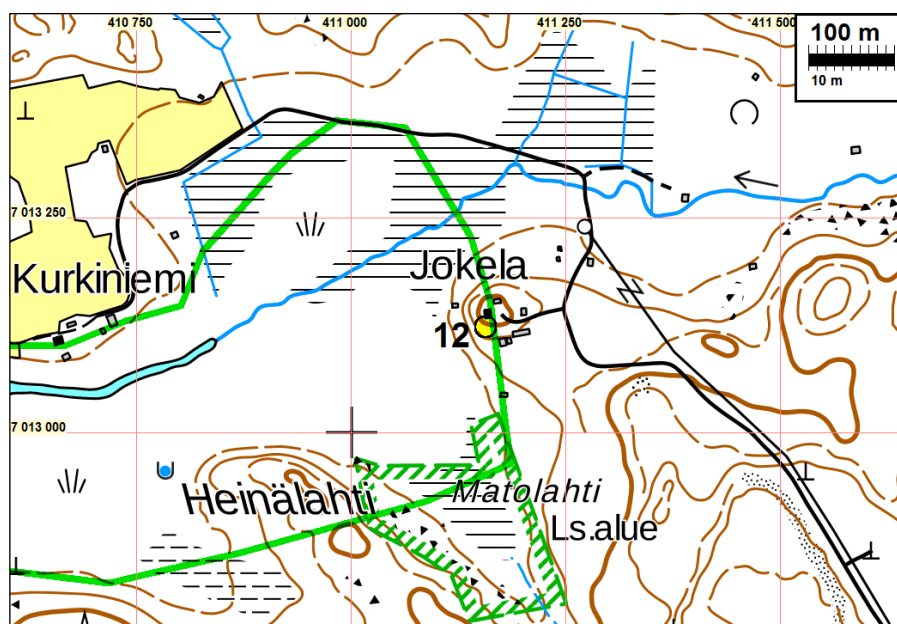 410 750
411 000
411 250
411 500
100 m
10 m
7 013 250
Kurkiniemi
Jokela
12
7 013 000
Heinälahti
Matolahti
Ls.alue